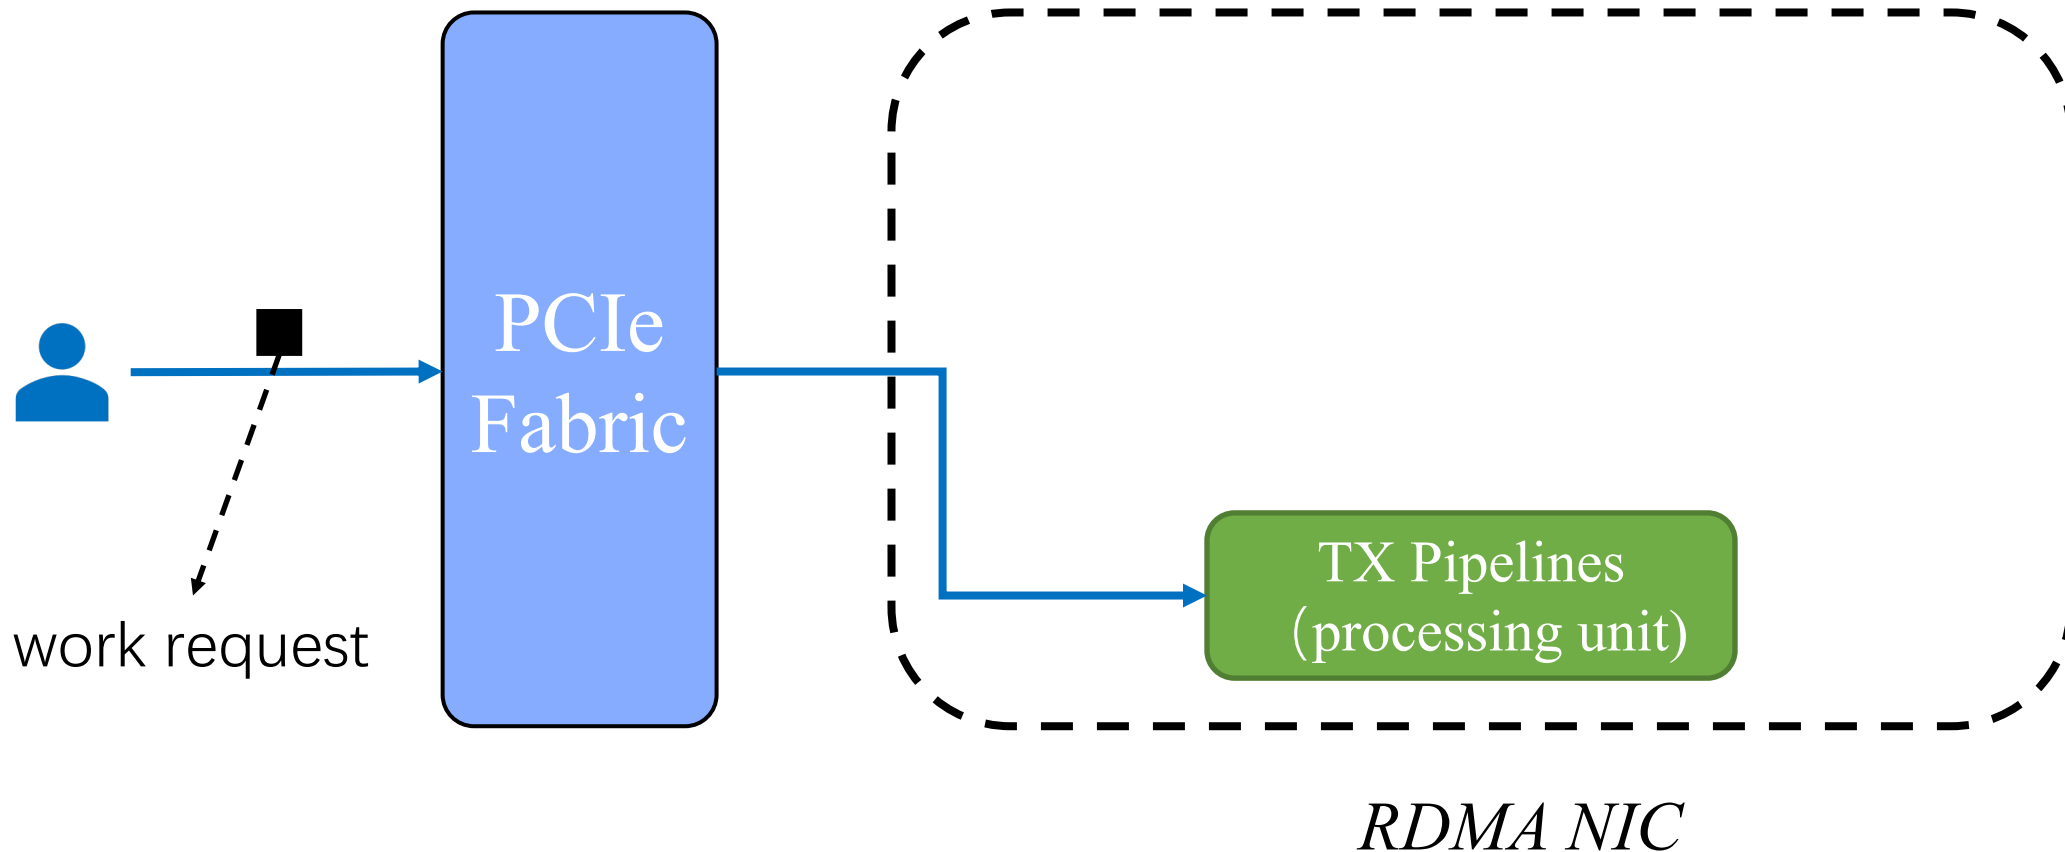 PCIe
Fabric
work request
TX Pipelines
（processing unit)
RDMA NIC